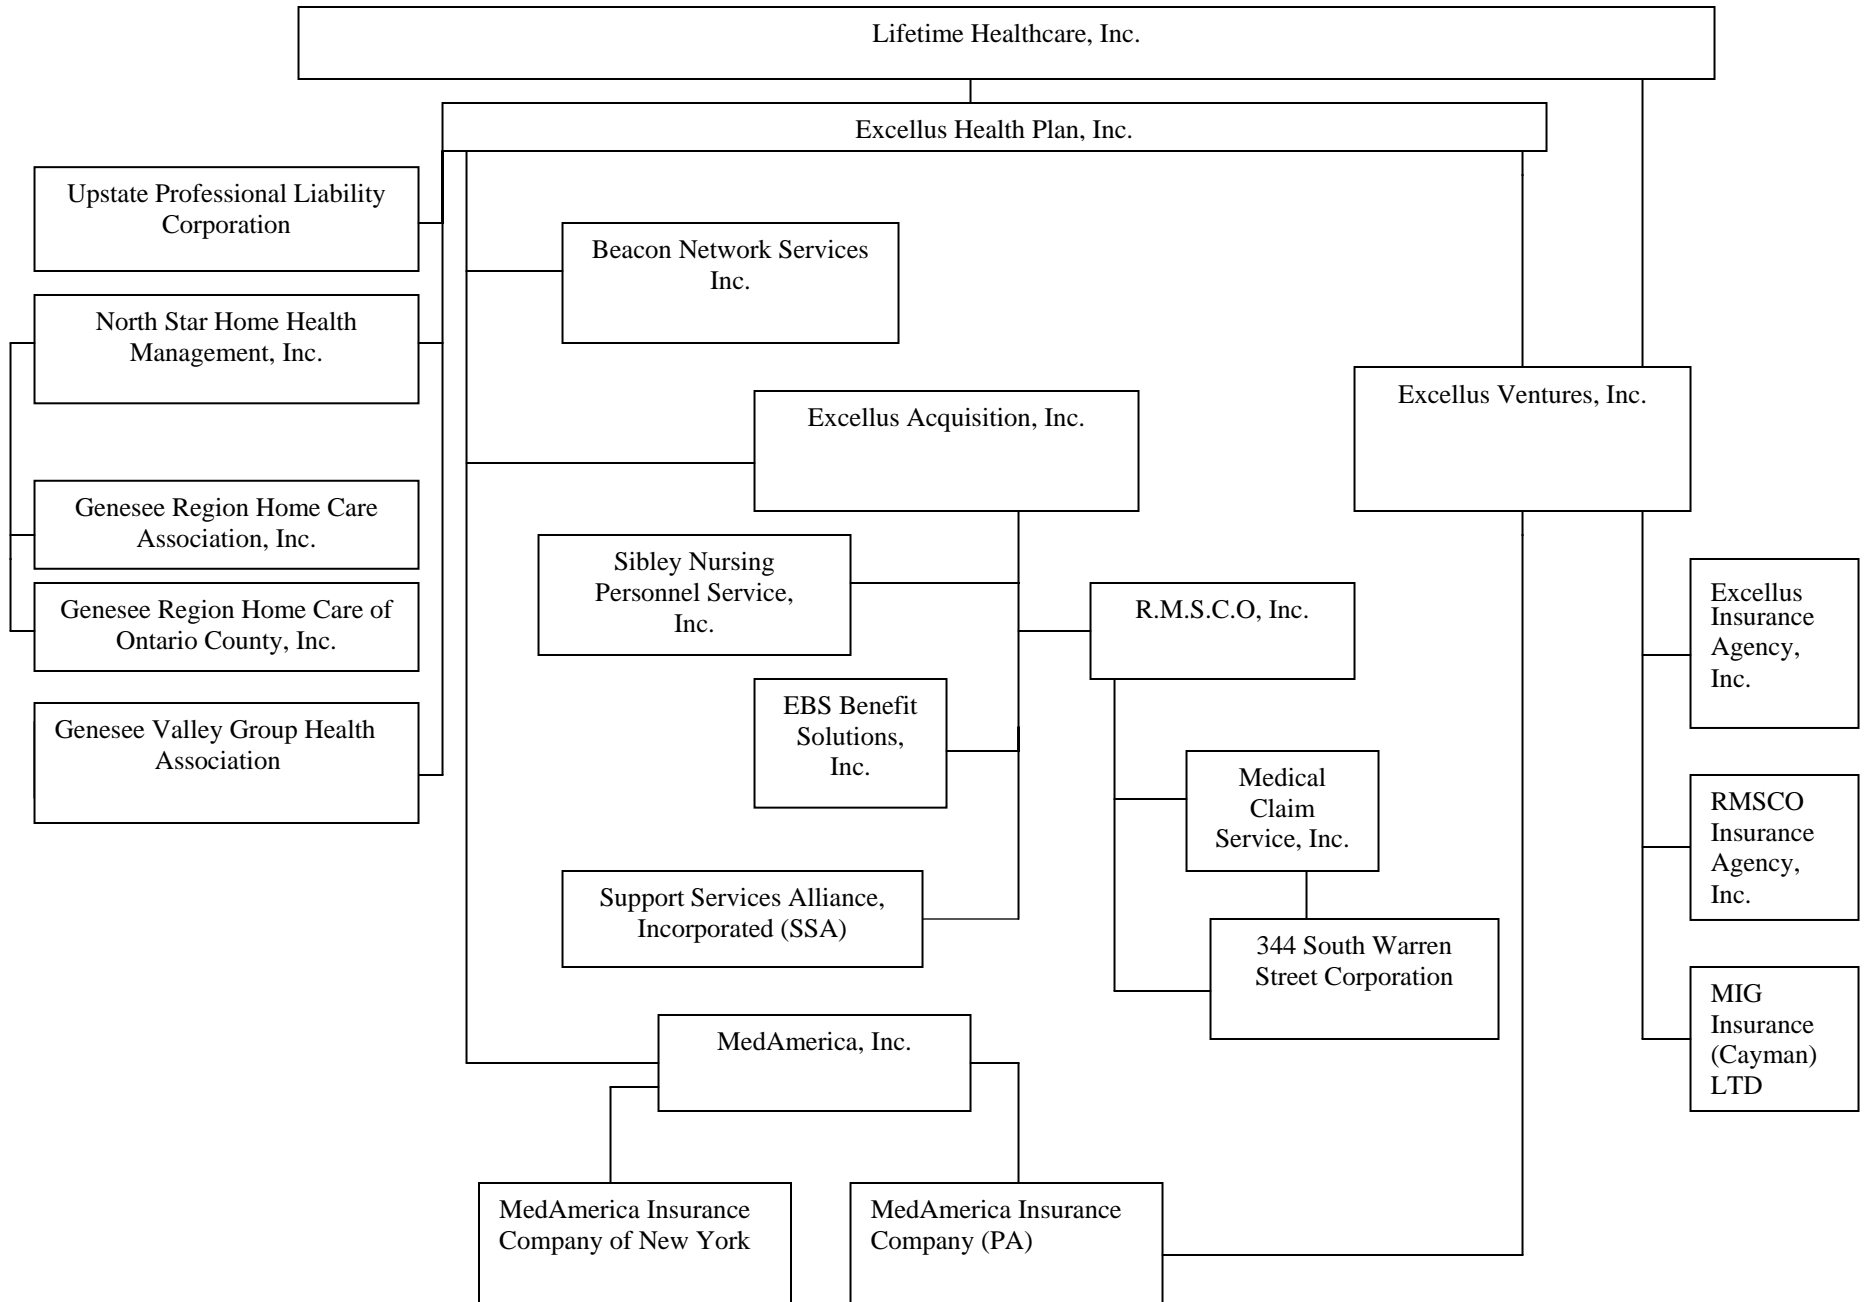 Lifetime Healthcare, Inc.
Excellus Health Plan, Inc.
Upstate Professional Liability
Corporation
Beacon Network Services
Inc.
North Star Home Health
Management, Inc.
Excellus Ventures, Inc.
Excellus Acquisition, Inc.
Genesee Region Home Care
Association, Inc.
Sibley Nursing
Personnel Service,
Inc.
Genesee Region Home Care of
Ontario County, Inc.
R.M.S.C.O, Inc.
Excellus
Insurance
Agency,
Inc.
Genesee Valley Group Health
Association
EBS Benefit
Solutions,
Inc.
Medical
Claim
Service, Inc.
RMSCO
Insurance
Agency,
Inc.
Support Services Alliance,
Incorporated (SSA)
344 South Warren
Street Corporation
MIG
Insurance
(Cayman)
LTD
MedAmerica, Inc.
MedAmerica Insurance
Company of New York
MedAmerica Insurance
Company (PA)